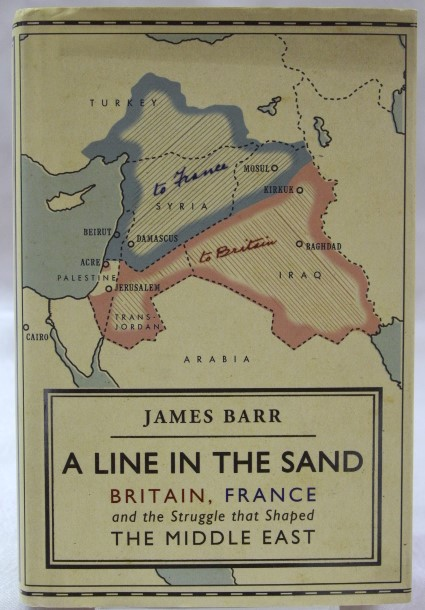 TURKEY
to France
MOSUL
SYRIA
KIRKUK
BEIRUT
DAMASCUS
to Britain
BAGHDAD
ACRE
PALESTINE
IRAQ
JERUSALEM
TRANS-
JORDAN
CAIRO
ARABIA
JAMES BARR
A LINE IN THE SAND
BRITAIN, FRANCE
and the Struggle that Shaped
THE MIDDLE EAST